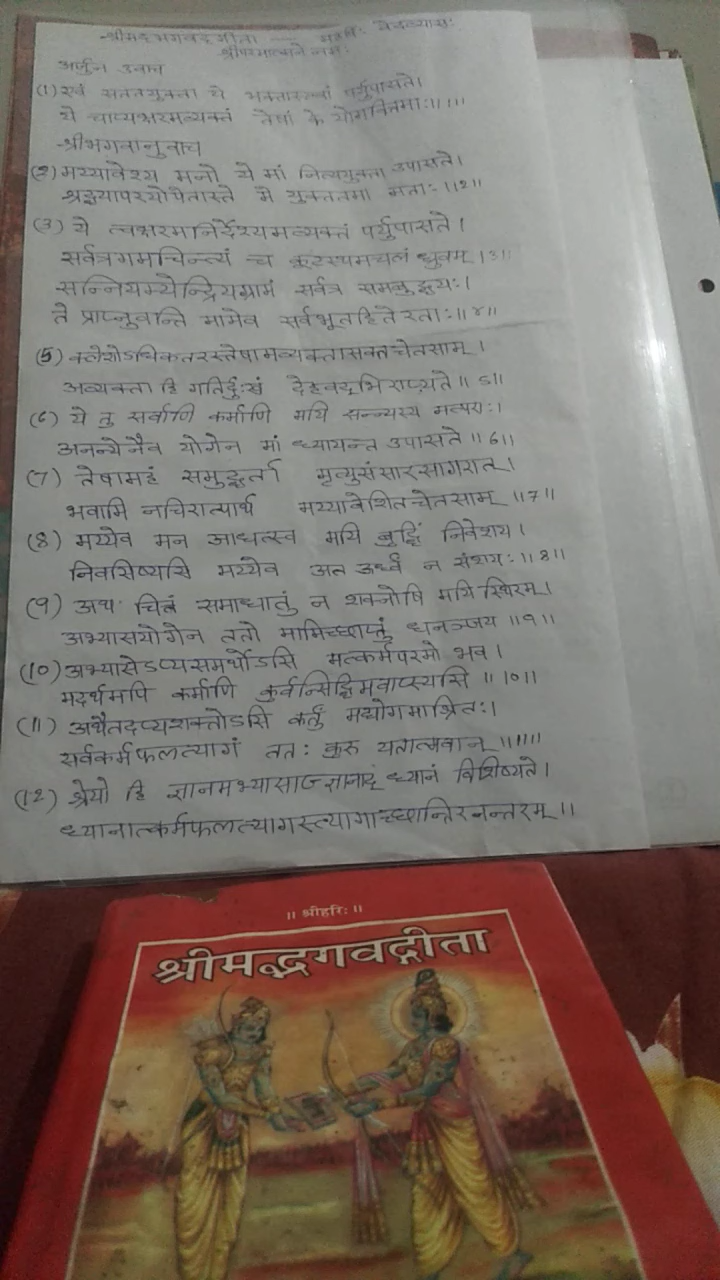 श्रीमद्भगवद्गीता ---- महर्षि: वेदव्यास:
श्रीपरमात्मने नम:
अर्जुन उवाच
(1) एवं सततयुक्ता ये भक्तास्त्वां पर्युपासते।
ये चाप्यक्षरमव्यक्तं तेषां के योगवित्तमा:॥1॥
श्रीभगवानुवाच
(2) मय्यावेश्य मनो ये मां नित्ययुक्ता उपासते।
श्रद्धयापरयोपेतास्ते मे युक्ततमा मता:॥2॥
(3) ये त्वक्षरमानिर्देश्यमव्यक्तं पर्युपासते।
सर्वत्रगमचिन्त्यं च कूटस्थमचलं ध्रुवम्।3॥
सन्नियम्येन्द्रियग्रामं सर्वत्र समबुद्धय:।
ते प्राप्नुवन्ति मामेव सर्वभूतहिते रता:॥४॥
(5) क्लेशोऽधिकतरस्तेषामव्यक्तासक्तचेतसाम्।
अव्यक्ता हि गतिर्दु:खं देहवद्भिराप्यते॥5॥
(6) ये तु सर्वाणि कर्माणि मयि सन्न्यस्य मत्परा:।
अनन्येनैव योगेन मां ध्यायन्त उपासते॥6॥
(7) तेषामहं समुद्धर्ता मृत्युसंसारसागरात्।
भवामि नचिरात्पार्थ मय्यावेशितचेतसाम्॥7॥
(8) मय्येव मन आधत्स्व मयि बुद्धिं निवेशय।
निवसिष्यसि मय्येव अत ऊर्ध्वं न संशय:॥8॥
(9) अथ चित्तं समाधातुं न शक्नोषि मयि स्थिरम्।
अभ्यासयोगेन ततो मामिच्छाप्तुं धनञ्जय॥9॥
(10) अभ्यासेऽप्यसमर्थोऽसि मत्कर्मपरमो भव।
मदर्थमपि कर्माणि कुर्वन्सिद्धिमवाप्स्यसि॥10॥
(11) अथैतदप्यशक्तोऽसि कर्तुं मद्योगमाश्रित:।
सर्वकर्मफलत्यागं तत: कुरु यतात्मवान्॥11॥
(12) श्रेयो हि ज्ञानमभ्यासाज्ज्ञानाद् ध्यानं विशिष्यते।
ध्यानात्कर्मफलत्यागस्त्यागाच्छान्तिरनन्तरम्॥
॥ श्रीहरि: ॥
श्रीमद्भगवद्गीता